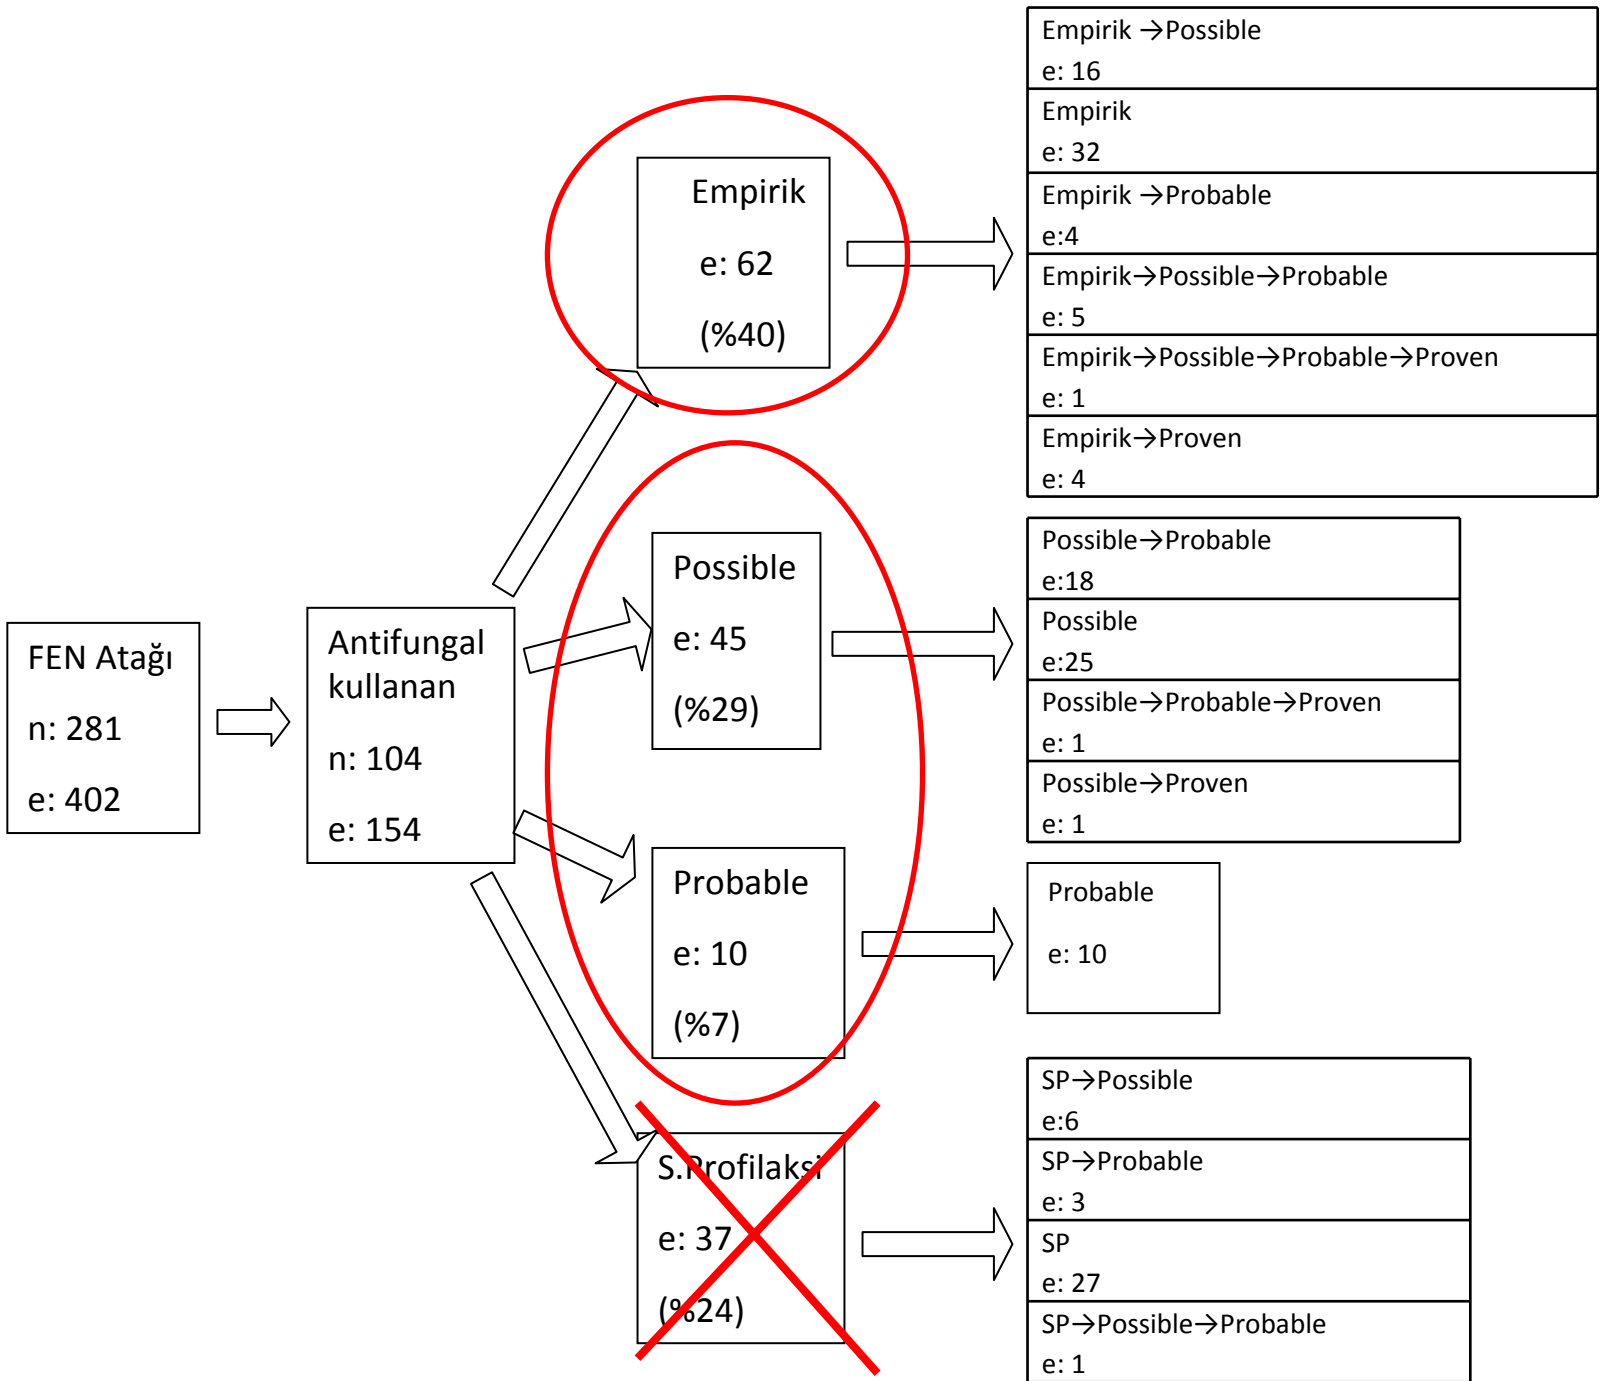 FEN Atağı
n: 281
e: 402
Antifungal
kullanan
n: 104
e: 154
Empirik
e: 62
(%40)
Possible
e: 45
(%29)
Probable
e: 10
(%7)
S.Profilaksi
e: 37
(%24)
Empirik →Possible
e: 16
Empirik
e: 32
Empirik →Probable
e:4
Empirik→Possible→Probable
e: 5
Empirik→Possible→Probable→Proven
e: 1
Empirik→Proven
e: 4
Possible→Probable
e:18
Possible
e:25
Possible→Probable→Proven
e: 1
Possible→Proven
e: 1
Probable
e: 10
SP→Possible
e:6
SP→Probable
e: 3
SP
e: 27
SP→Possible→Probable
e: 1